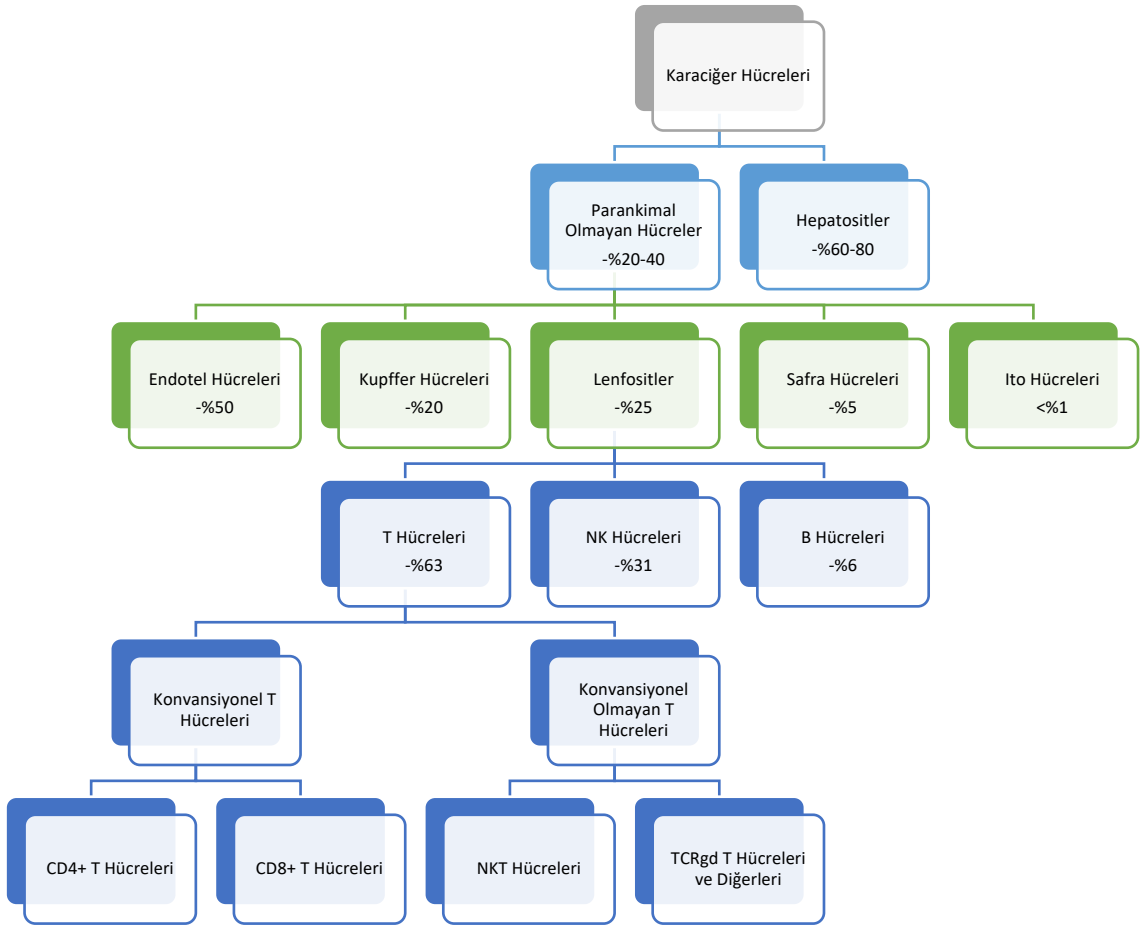 Karaciğer Hücreleri
Parankimal
Olmayan Hücreler
-%20-40
Hepatositler
-%60-80
Endotel Hücreleri
-%50
Kupffer Hücreleri
-%20
Lenfositler
-%25
Safra Hücreleri
-%5
Ito Hücreleri
<%1
T Hücreleri
-%63
NK Hücreleri
-%31
B Hücreleri
-%6
Konvansiyonel T
Hücreleri
Konvansiyonel
Olmayan T
Hücreleri
CD4+ T Hücreleri
CD8+ T Hücreleri
NKT Hücreleri
TCRgd T Hücreleri
ve Diğerleri